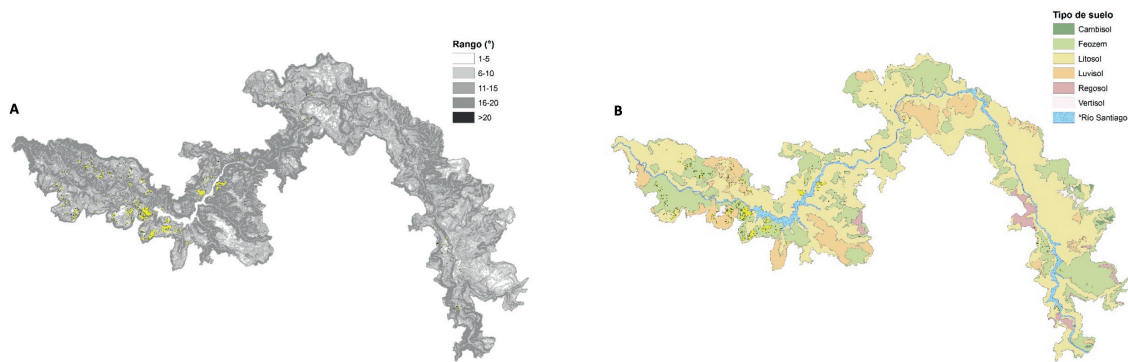 A
Rango (°)
1-5
6-10
11-15
16-20
>20
B
Tipo de suelo
Cambisol
Feozem
Litosol
Luvisol
Regosol
Vertisol
*Río Santiago